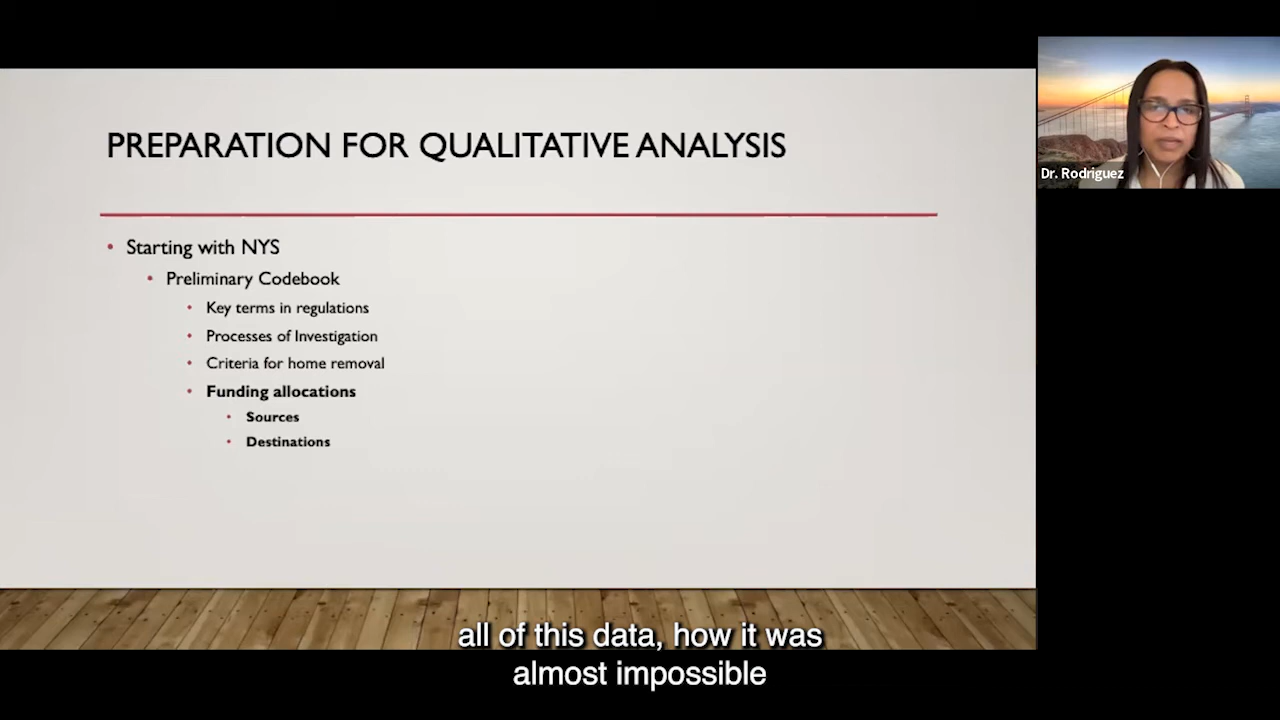 PREPARATION FOR QUALITATIVE ANALYSIS
• Starting with NYS
• Preliminary Codebook
• Key terms in regulations
• Processes of Investigation
• Criteria for home removal
• Funding allocations
• Sources
• Destinations
Dr. Rodriguez
all of this data, how it was
almost impossible